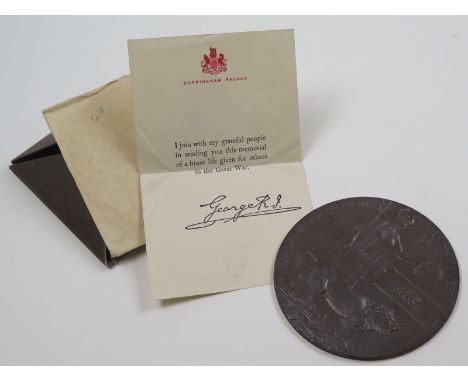 BUCKINGHAM PALACE
I join with my grateful people
in sending you this memorial
of a brave life given for others
in the Great War.
George R.I.